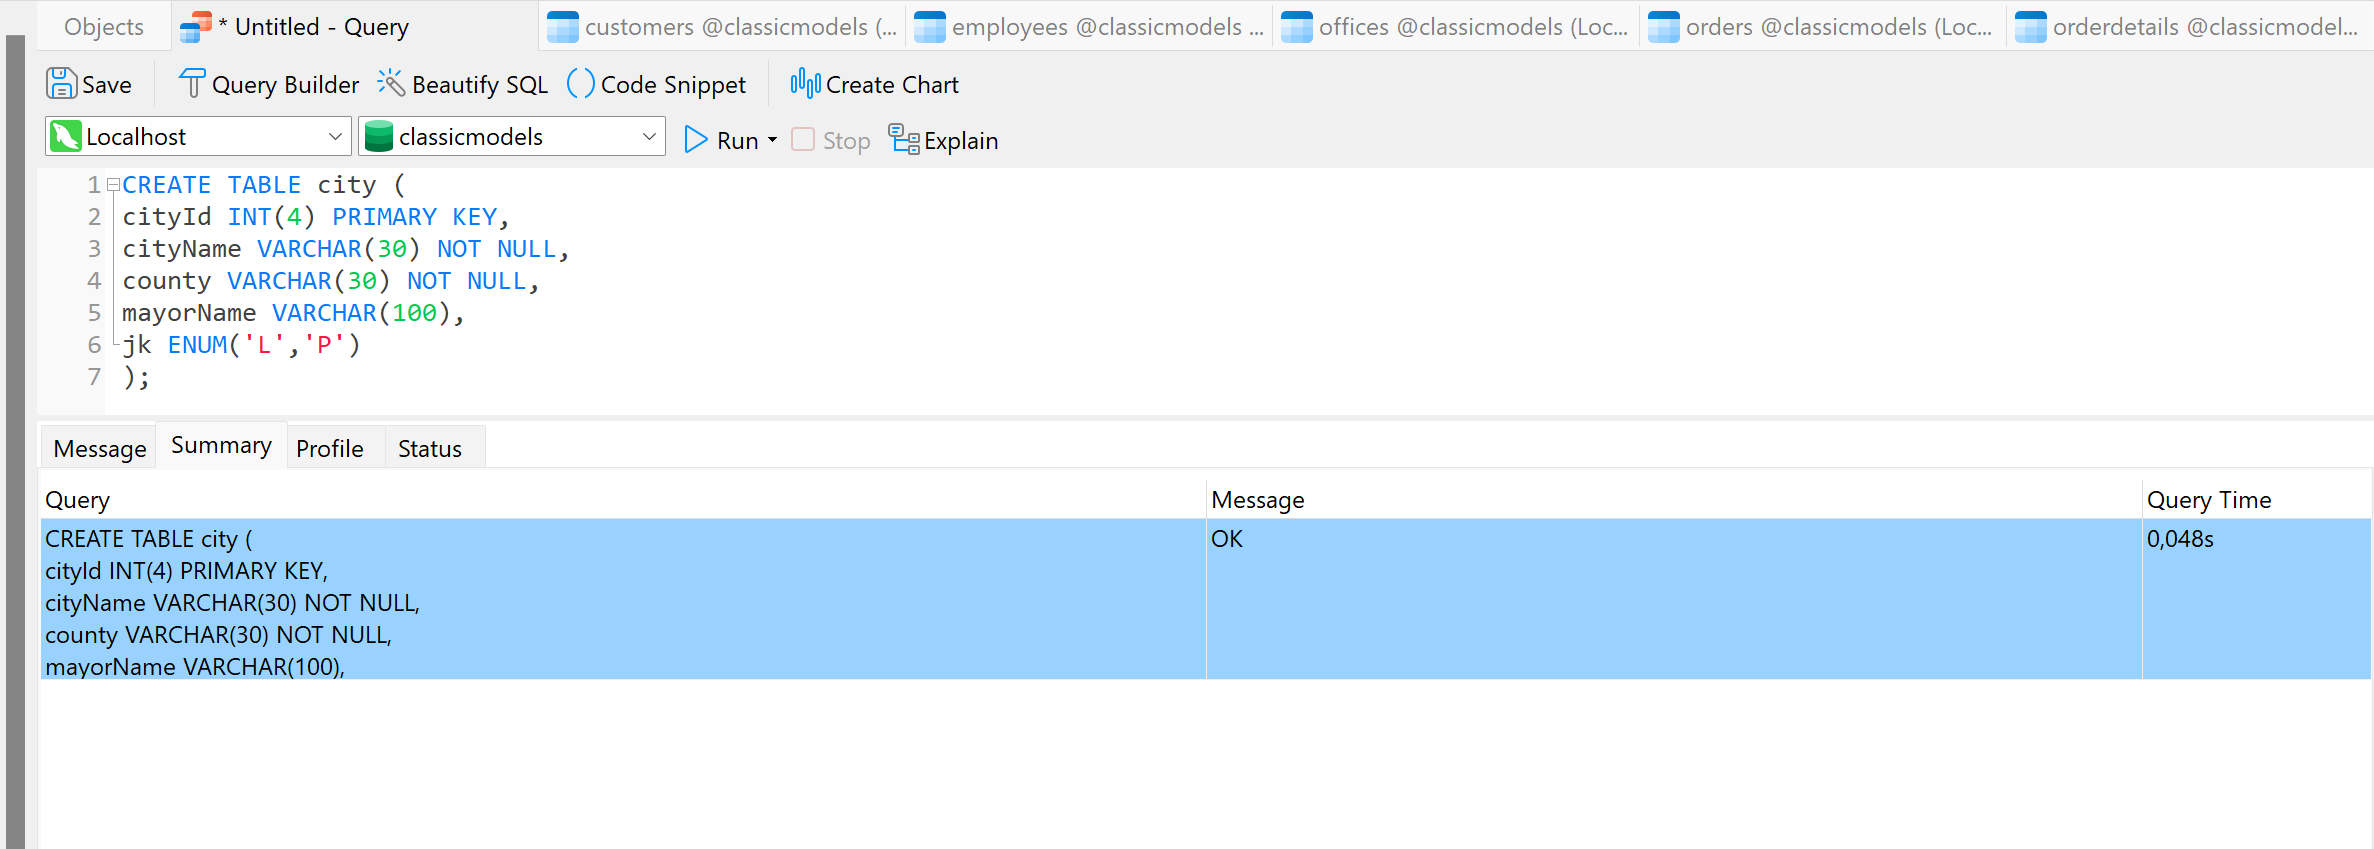 Objects
* Untitled - Query
customers @classicmodels (...
employees @classicmodels ...
offices @classicmodels (Loc...
orders @classicmodels (Loc...
orderdetails @classicmodel...
Save
Query Builder
Beautify SQL
Code Snippet
Create Chart
Localhost
classicmodels
Run
Stop
Explain
1 CREATE TABLE city (
2 cityId INT(4) PRIMARY KEY,
3 cityName VARCHAR(30) NOT NULL,
4 county VARCHAR(30) NOT NULL,
5 mayorName VARCHAR(100),
6 jk ENUM('L','P')
7 );
Message
Summary
Profile
Status
Query
Message
Query Time
CREATE TABLE city (
cityId INT(4) PRIMARY KEY,
cityName VARCHAR(30) NOT NULL,
county VARCHAR(30) NOT NULL,
mayorName VARCHAR(100),
OK
0,048s